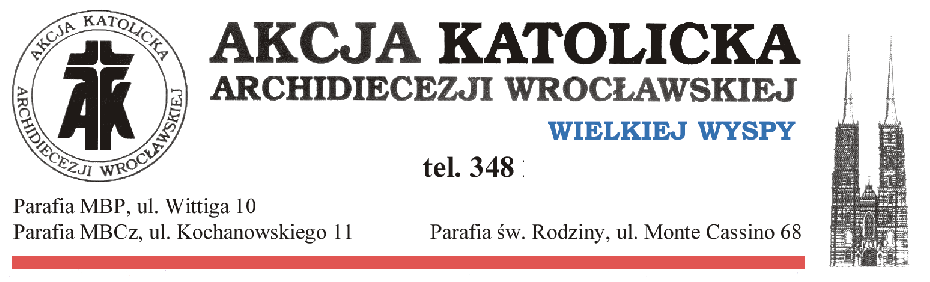 AKCJA KATOLICKA
ARCHIDIECEZJI WROCŁAWSKIEJ
AK
AKCJA KATOLICKA
ARCHIDIECEZJI WROCŁAWSKIEJ
WIELKIEJ WYSPY
tel. 348
Parafia MBP, ul. Wittiga 10
Parafia MBCz, ul. Kochanowskiego 11 Parafia św. Rodziny, ul. Monte Cassino 68